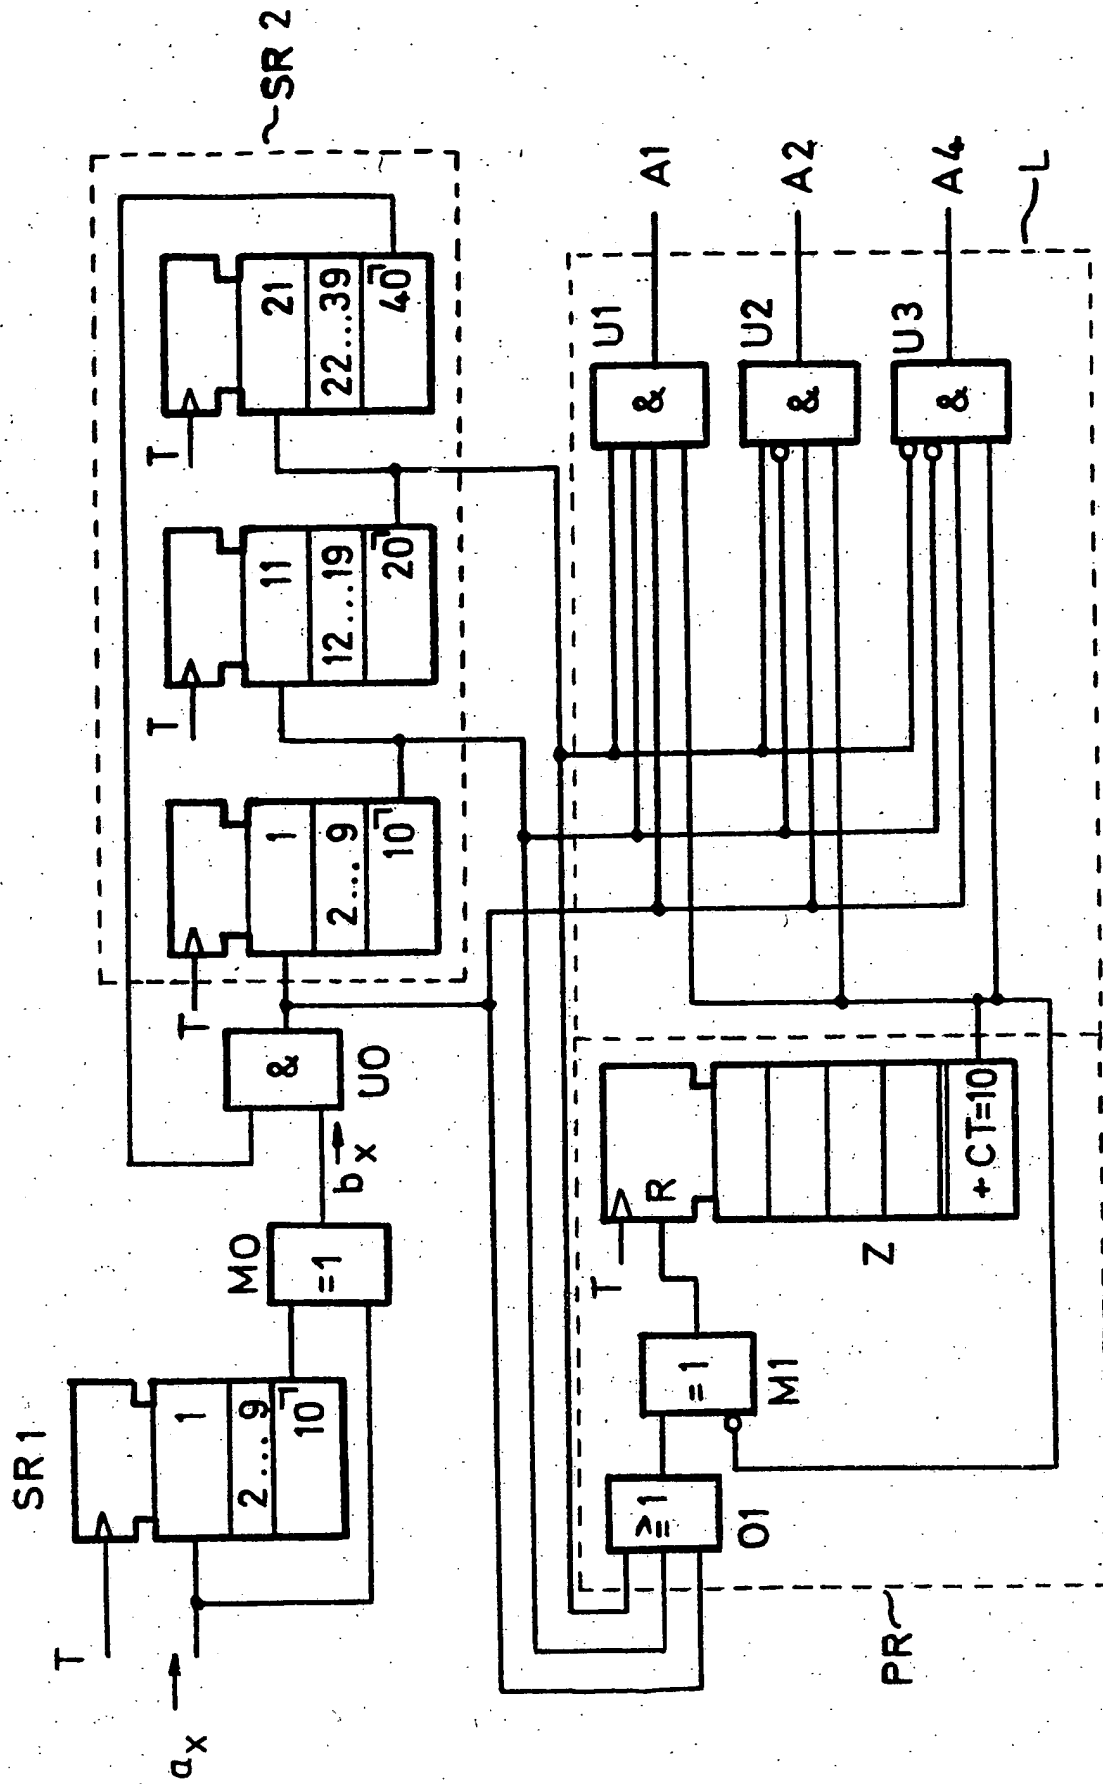 SR 2
T
21
22...39
40
T
11
12...19
20
T
1
2...9
10
&
U0
b x
M0
=1
SR 1
T
1
2...9
10
a x
U1
&
A1
U2
&
A2
U3
&
A4
L
T
R
+ CT=10
Z
=1
M1
≥1
O1
PR